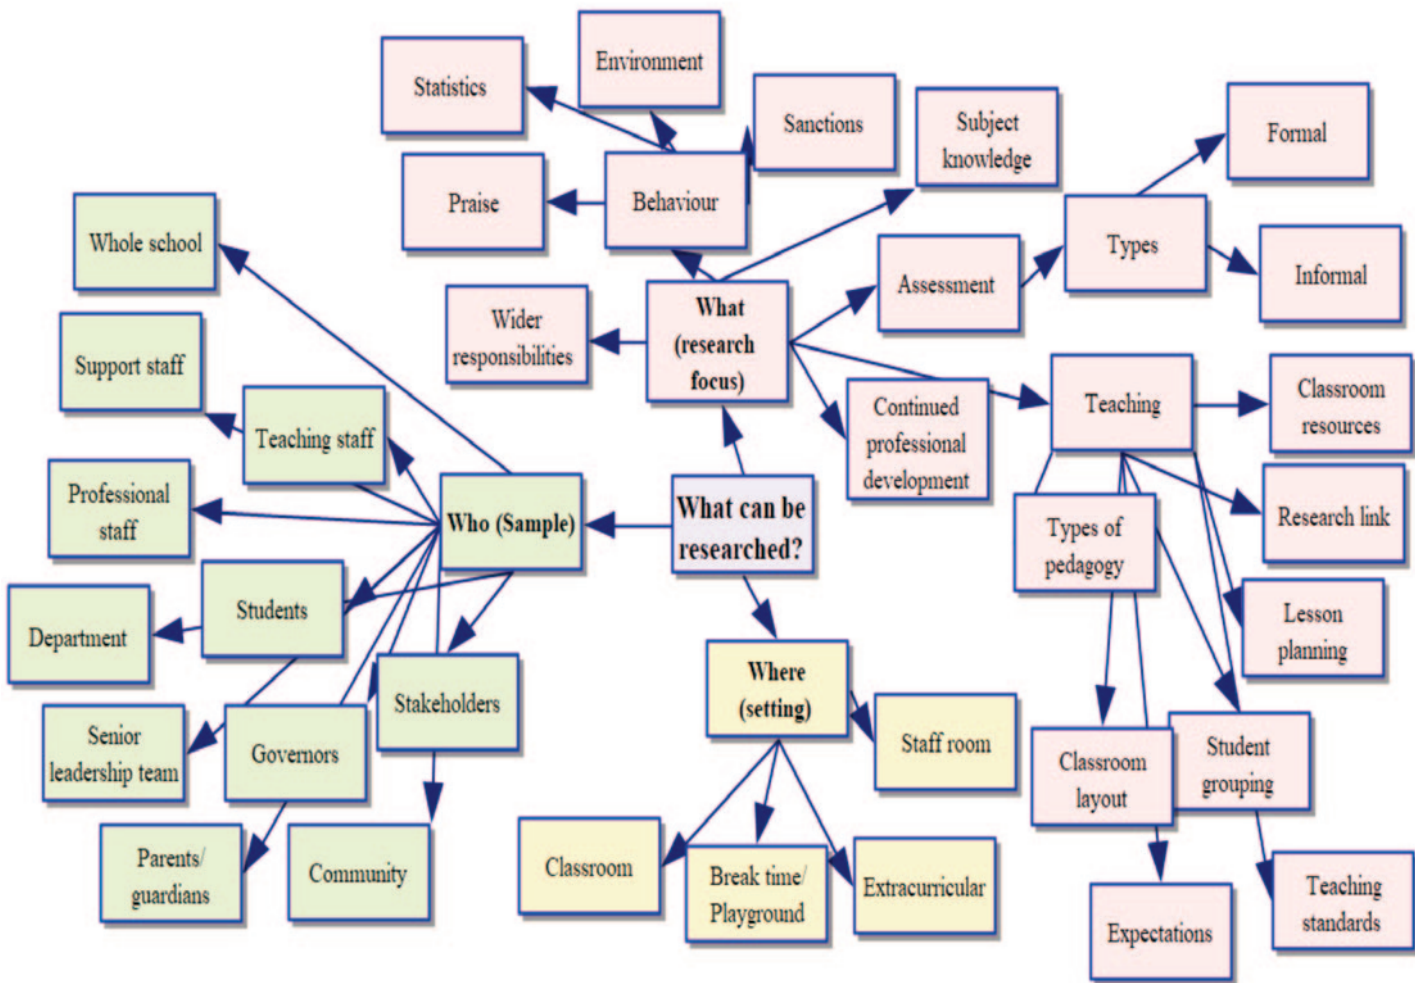 Environment
Statistics
Sanctions
Subject
knowledge
Formal
Praise
Behaviour
Whole school
Types
Informal
Assessment
What
(research
focus)
Wider
responsibilities
Support staff
Teaching staff
Continued
professional
development
Teaching
Classroom
resources
Professional
staff
Who (Sample)
What can be
researched?
Types of
pedagogy
Research link
Students
Department
Lesson
planning
Stakeholders
Where
(setting)
Senior
leadership team
Governors
Staff room
Classroom
layout
Student
grouping
Parents/
guardians
Community
Classroom
Break time/
Playground
Extracurricular
Expectations
Teaching
standards